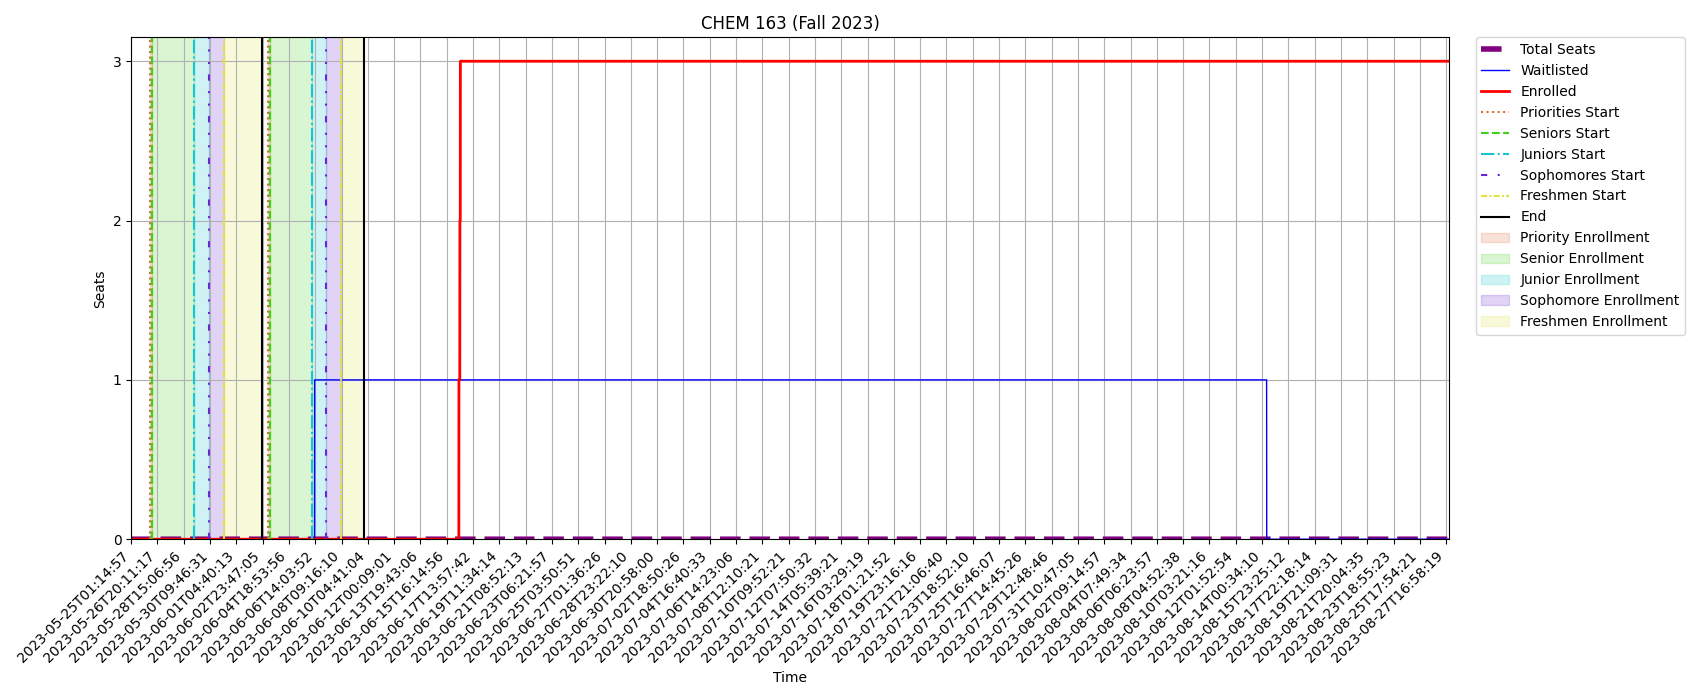 CHEM 163 (Fall 2023)
Seats
3
2
1
0
2023-05-25T01:14:57
2023-05-26T20:11:17
2023-05-28T15:06:56
2023-05-30T09:46:31
2023-06-01T04:40:13
2023-06-02T23:47:05
2023-06-04T18:53:56
2023-06-06T14:03:52
2023-06-08T09:16:10
2023-06-10T04:41:04
2023-06-12T00:09:01
2023-06-13T19:43:06
2023-06-15T16:14:56
2023-06-17T13:57:42
2023-06-19T11:34:14
2023-06-21T08:52:13
2023-06-23T06:21:57
2023-06-25T03:50:51
2023-06-27T01:36:26
2023-06-28T23:22:10
2023-06-30T20:58:00
2023-07-02T18:50:26
2023-07-04T16:40:33
2023-07-06T14:23:06
2023-07-08T12:10:21
2023-07-10T09:52:21
2023-07-12T07:50:32
2023-07-14T05:39:21
2023-07-16T03:29:19
2023-07-18T01:21:52
2023-07-19T23:16:16
2023-07-21T21:06:40
2023-07-23T18:52:10
2023-07-25T16:46:07
2023-07-27T14:45:26
2023-07-29T12:48:46
2023-07-31T10:47:05
2023-08-02T09:14:57
2023-08-04T07:49:34
2023-08-06T06:23:57
2023-08-08T04:52:38
2023-08-10T03:21:16
2023-08-12T01:52:54
2023-08-14T00:34:10
2023-08-15T23:25:12
2023-08-17T22:18:14
2023-08-19T21:09:31
2023-08-21T20:04:35
2023-08-23T18:55:23
2023-08-25T17:54:21
2023-08-27T16:58:19
Time
Total Seats
Waitlisted
Enrolled
Priorities Start
Seniors Start
Juniors Start
Sophomores Start
Freshmen Start
End
Priority Enrollment
Senior Enrollment
Junior Enrollment
Sophomore Enrollment
Freshmen Enrollment